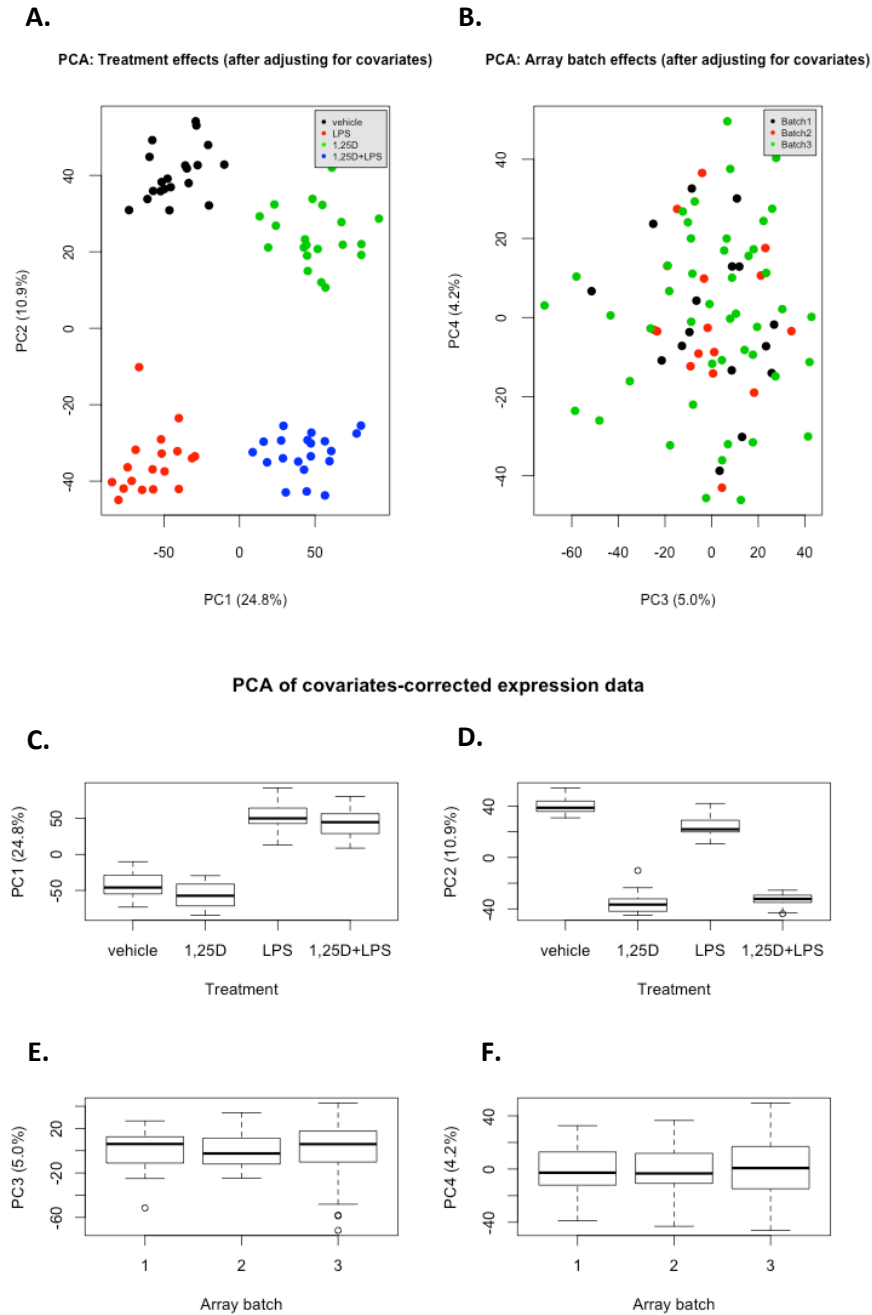 A.
B.
PCA: Treatment effects (after adjusting for covariates)
PCA: Array batch effects (after adjusting for covariates)
vehicle
LPS
1,25D
1,25D+LPS
PC2 (10.9%)
40
20
0
-20
-40
-50
0
50
PC1 (24.8%)
Batch1
Batch2
Batch3
PC4 (4.2%)
40
20
0
-20
-40
-60
-40
-20
0
20
40
PC3 (5.0%)
PCA of covariates-corrected expression data
C.
D.
PC1 (24.8%)
50
0
-50
vehicle
1,25D
LPS
1,25D+LPS
Treatment
PC2 (10.9%)
40
0
-40
vehicle
1,25D
LPS
1,25D+LPS
Treatment
E.
F.
PC3 (5.0%)
20
-20
-60
1
2
3
Array batch
PC4 (4.2%)
40
0
-40
1
2
3
Array batch